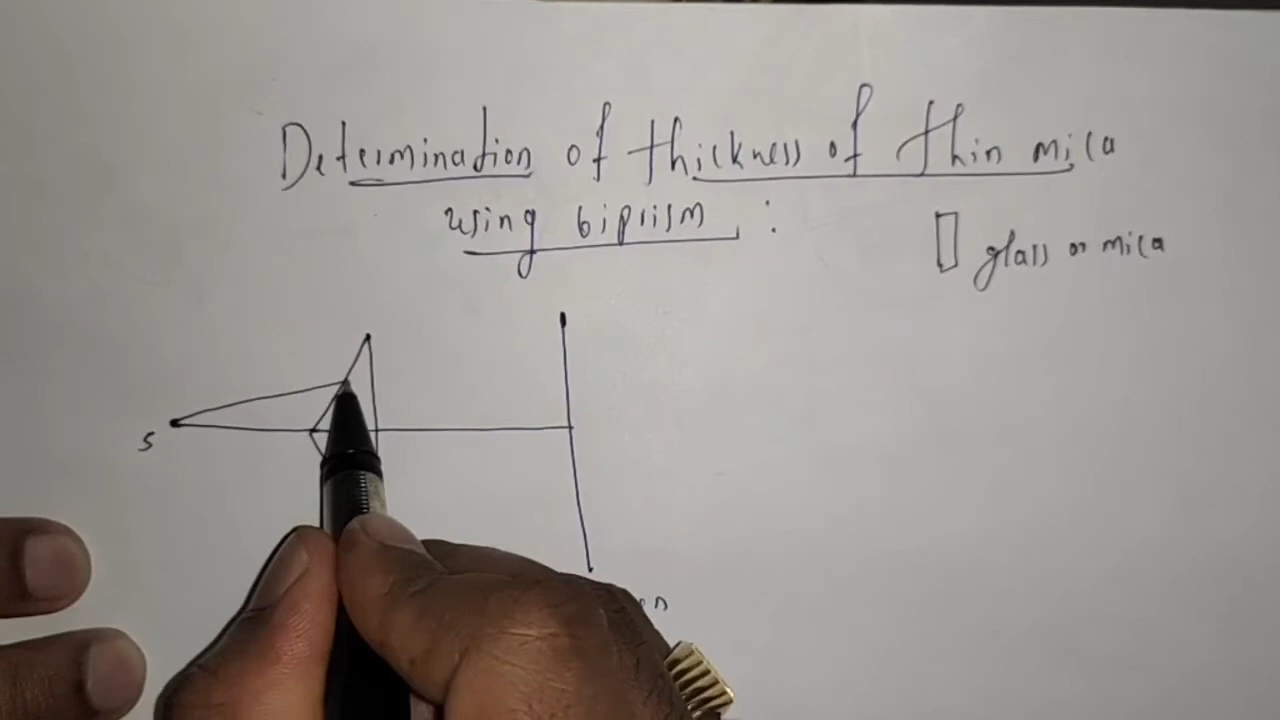 Determination of thickness of thin mica
using biprism :
glass or mica
S